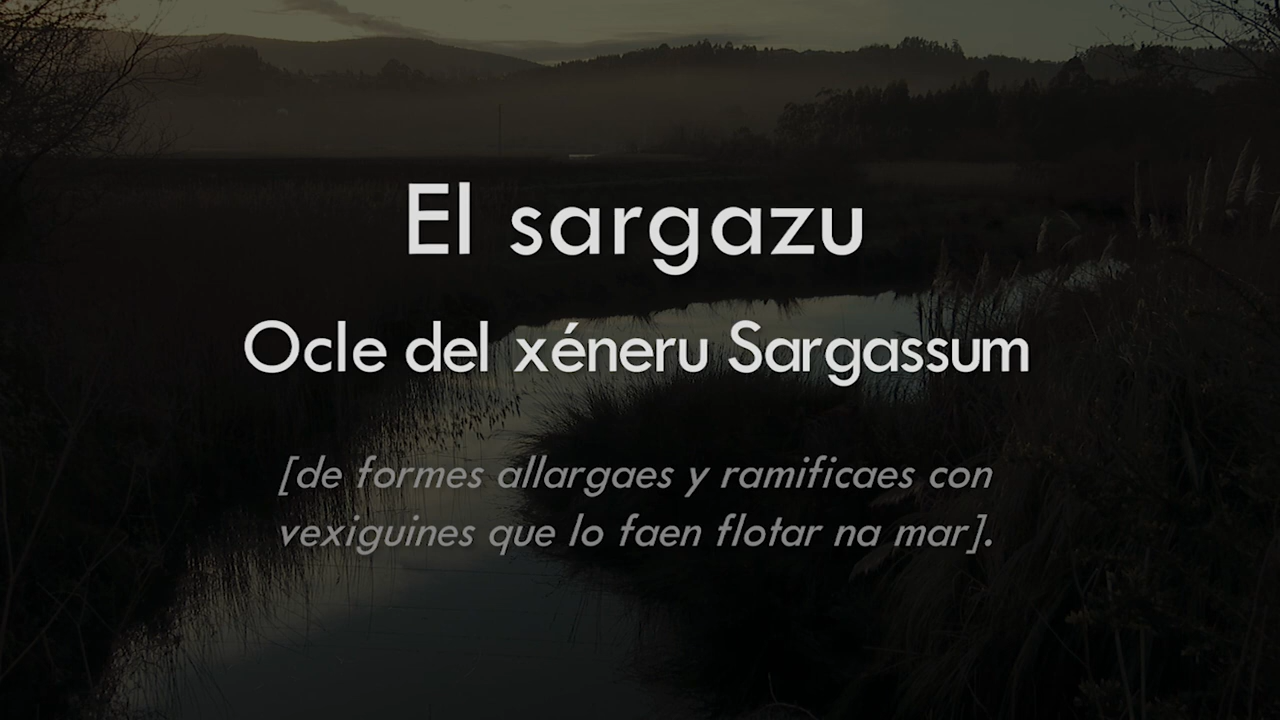 El sargazu
Ocle del xéneru Sargassum
[de formes allargaes y ramificaes con
vexiguines que lo faen flotar na mar].